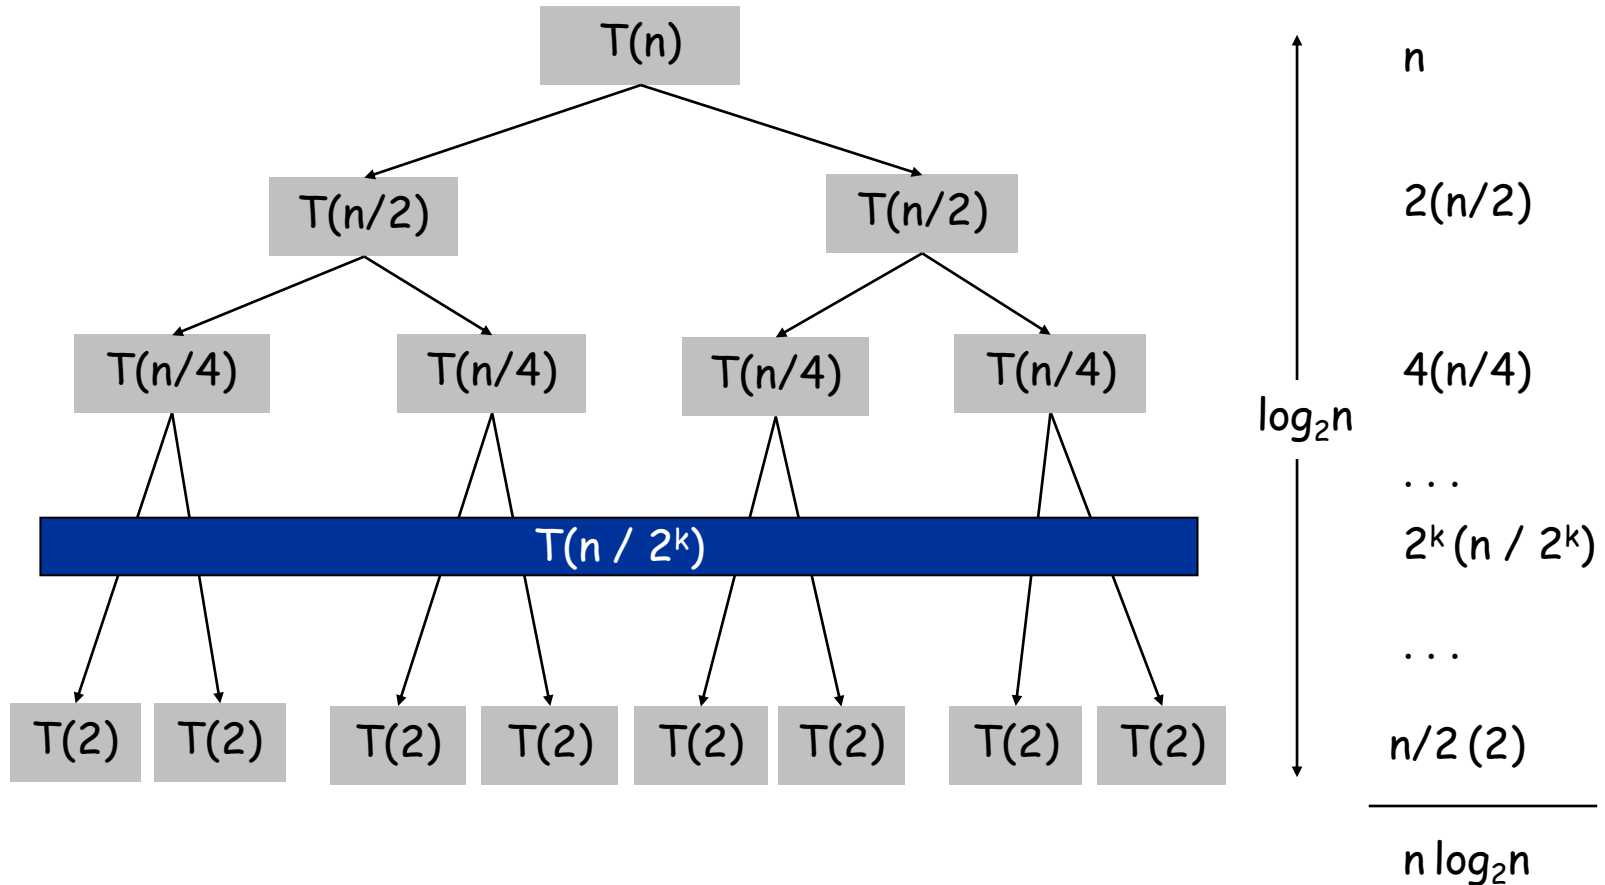 T(n)
n
T(n/2) T(n/2)
2(n/2)
T(n/4) T(n/4) T(n/4) T(n/4)
4(n/4)
log₂n
. . .
T(n / 2ᵏ)
2ᵏ (n / 2ᵏ)
. . .
T(2) T(2) T(2) T(2) T(2) T(2) T(2) T(2)
n/2 (2)
n log₂n